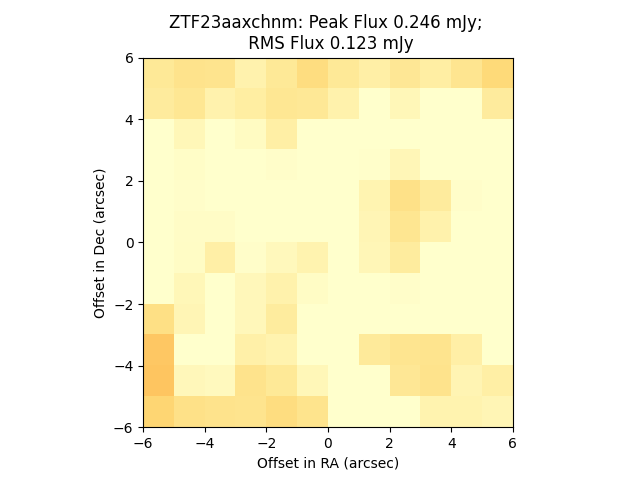 ZTF23aaxchnm: Peak Flux 0.246 mJy;
RMS Flux 0.123 mJy
6
4
2
0
−2
−4
−6
Offset in Dec (arcsec)
−6 −4 −2 0 2 4 6
Offset in RA (arcsec)